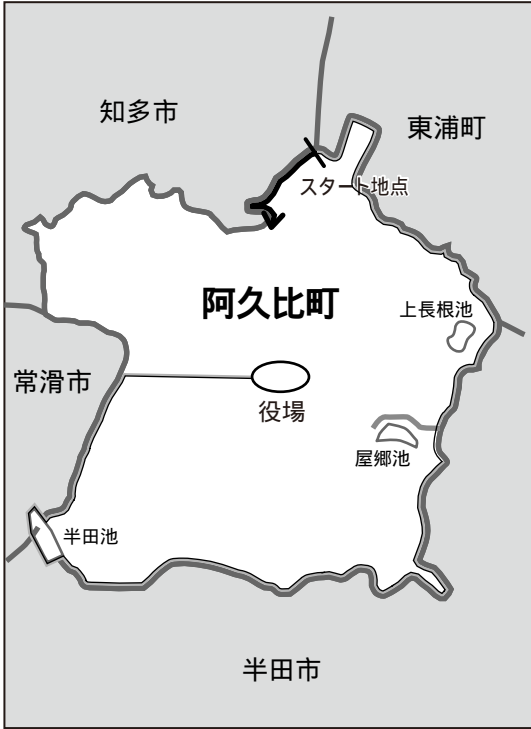 知多市
東浦町
スタート地点
阿久比町
上長根池
常滑市
役場
屋郷池
半田池
半田市